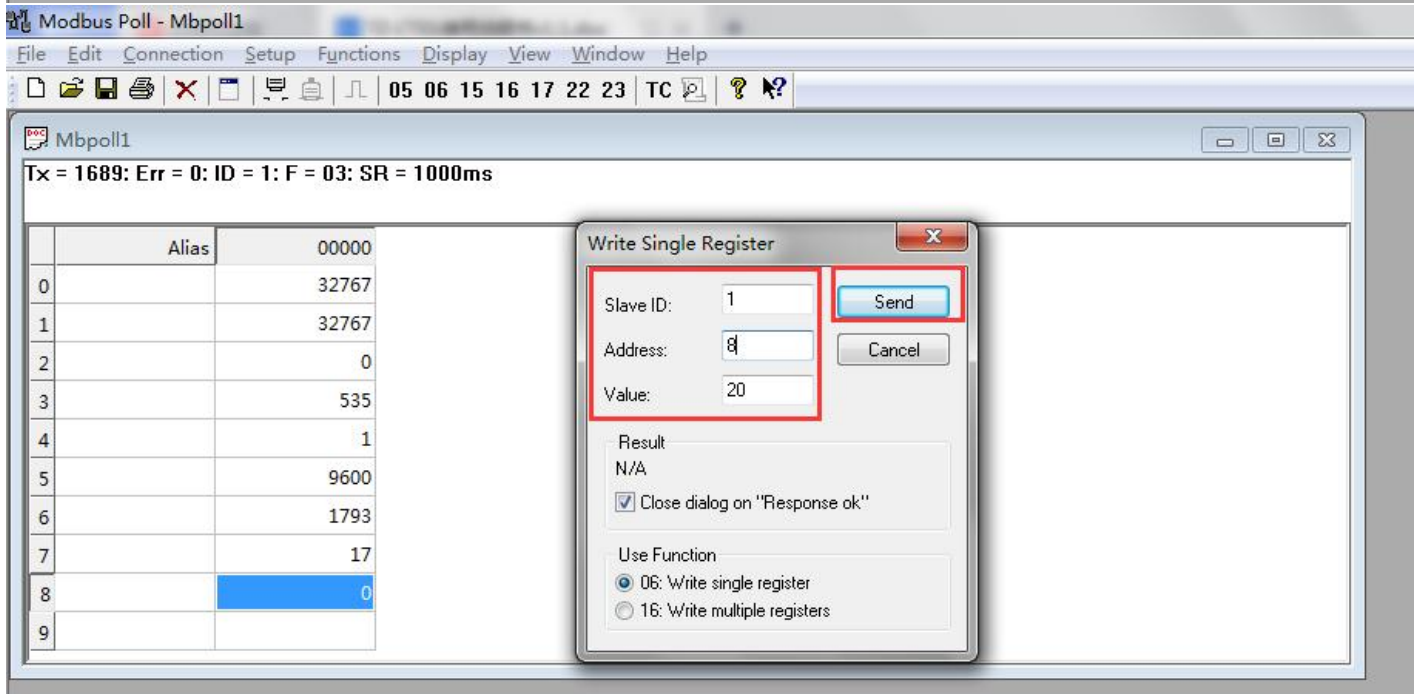 Modbus Poll - Mbpoll1
File Edit Connection Setup Functions Display View Window Help
05 06 15 16 17 22 23 TC
Mbpoll1
Tx = 1689: Err = 0: ID = 1: F = 03: SR = 1000ms
Alias 00000
0 32767
1 32767
2 0
3 535
4 1
5 9600
6 1793
7 17
8 0
9
Write Single Register
Slave ID: 1
Send
Address: 8
Cancel
Value: 20
Result
N/A
Close dialog on "Response ok"
Use Function
06: Write single register
16: Write multiple registers